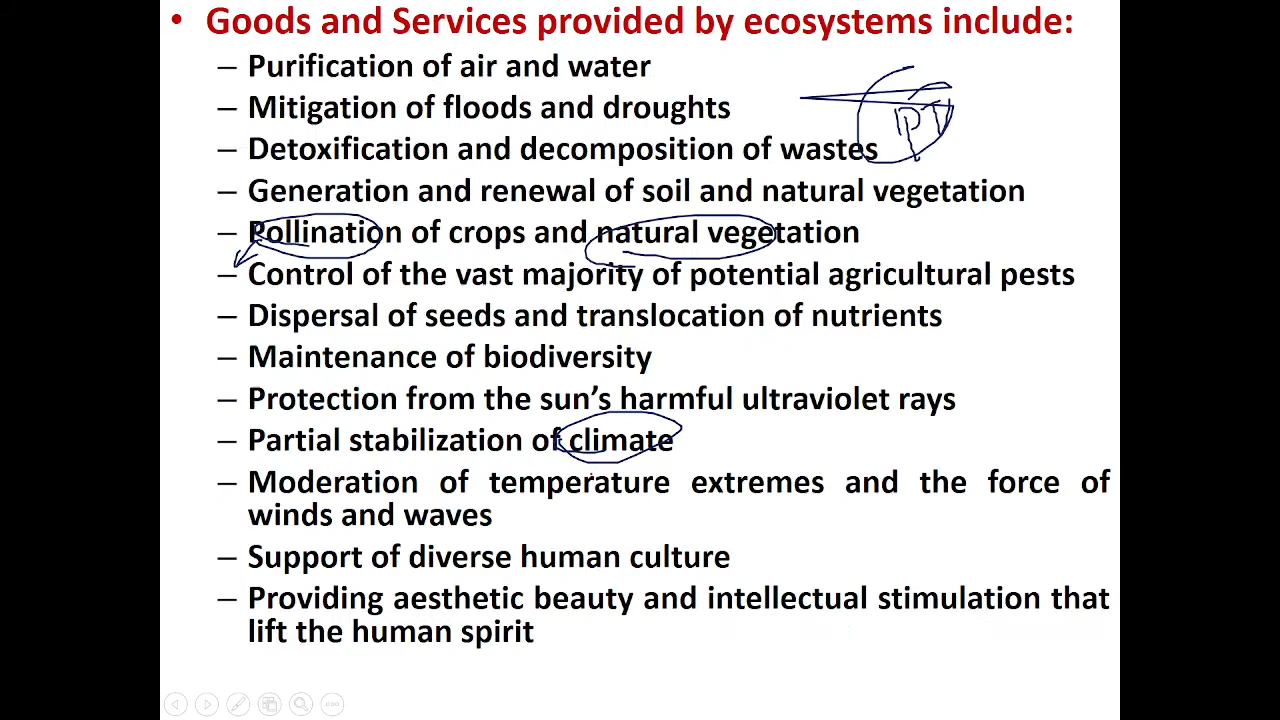 • Goods and Services provided by ecosystems include:
– Purification of air and water
– Mitigation of floods and droughts
– Detoxification and decomposition of wastes
– Generation and renewal of soil and natural vegetation
– Pollination of crops and natural vegetation
– Control of the vast majority of potential agricultural pests
– Dispersal of seeds and translocation of nutrients
– Maintenance of biodiversity
– Protection from the sun’s harmful ultraviolet rays
– Partial stabilization of climate
– Moderation of temperature extremes and the force of
winds and waves
– Support of diverse human culture
– Providing aesthetic beauty and intellectual stimulation that
lift the human spirit